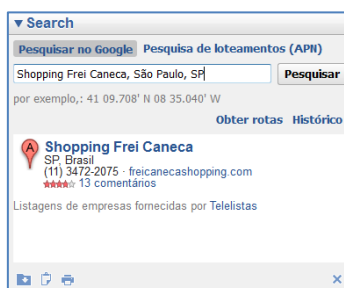 Search
Pesquisar no Google Pesquisa de loteamentos (APN)
Shopping Frei Caneca, São Paulo, SP Pesquisar
por exemplo,: 41 09.708' N 08 35.040' W
Obter rotas Histórico
A Shopping Frei Caneca
SP, Brasil
(11) 3472-2075 · freicanecashopping.com
13 comentários
Listagens de empresas fornecidas por Telelistas